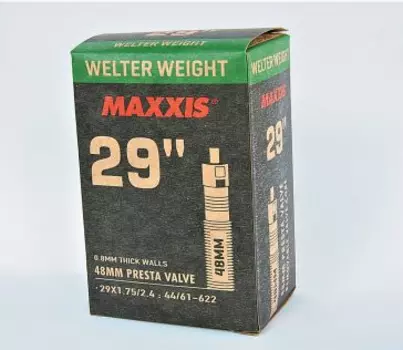 WELTER WEIGHT
MAXXIS
29"
48MM
0.8MM THICK WALLS
48MM PRESTA VALVE
29X1.75/2.4 : 44/61-622
WELTER WEIGHT
MAXXIS
29"